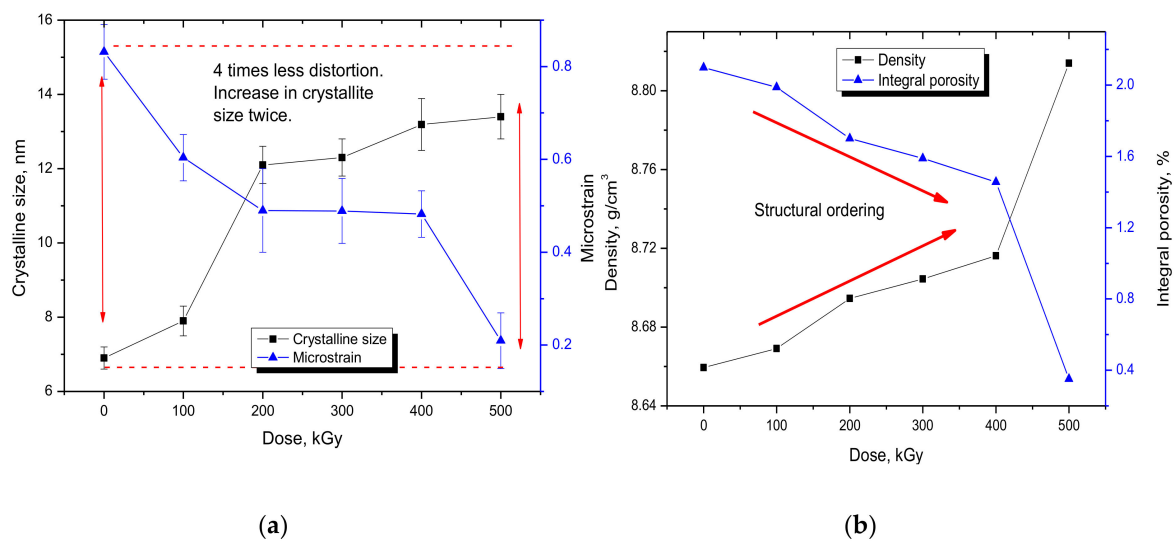 16
14
12
10
8
6
Crystalline size, nm
4 times less distortion.
Increase in crystallite
size twice.
Crystalline size
Microstrain
0.8
0.6
0.4
0.2
Microstrain
0 100 200 300 400 500
Dose, kGy
(a)
8.80
8.76
8.72
8.68
8.64
Density, g/cm³
Density
Integral porosity
Structural ordering
2.0
1.6
1.2
0.8
0.4
Integral porosity, %
0 100 200 300 400 500
Dose, kGy
(b)